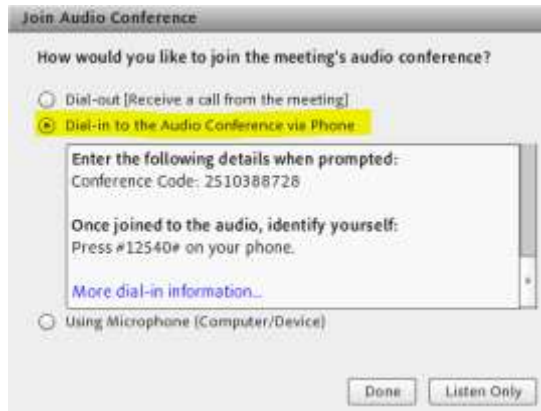 Join Audio Conference
How would you like to join the meeting's audio conference?
Dial-out [Receive a call from the meeting]
Dial-in to the Audio Conference via Phone
Enter the following details when prompted:
Conference Code: 2510388728
Once joined to the audio, identify yourself:
Press #12540# on your phone.
More dial-in information...
Using Microphone (Computer/Device)
Done Listen Only